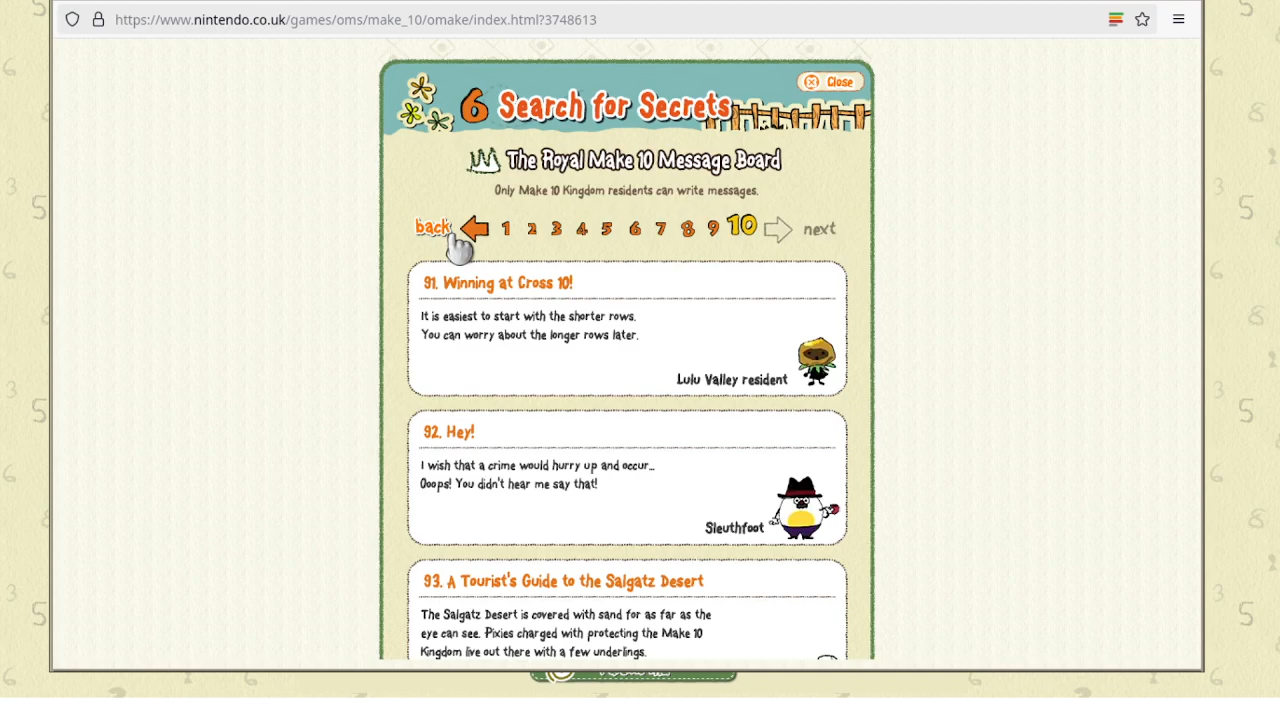 https://www.nintendo.co.uk/games/oms/make_10/omake/index.html?3748613
Close
6 Search for Secrets
The Royal Make 10 Message Board
Only Make 10 Kingdom residents can write messages.
back 1 2 3 4 5 6 7 8 9 10 next
91. Winning at Cross 10!
It is easiest to start with the shorter rows.
You can worry about the longer rows later.
Lulu Valley resident
92. Hey!
I wish that a crime would hurry up and occur...
Ooops! You didn't hear me say that!
Sleuthfoot
93. A Tourist's Guide to the Salgatz Desert
The Salgatz Desert is covered with sand for as far as the
eye can see. Pixies charged with protecting the Make 10
Kingdom live out there with a few underlings.